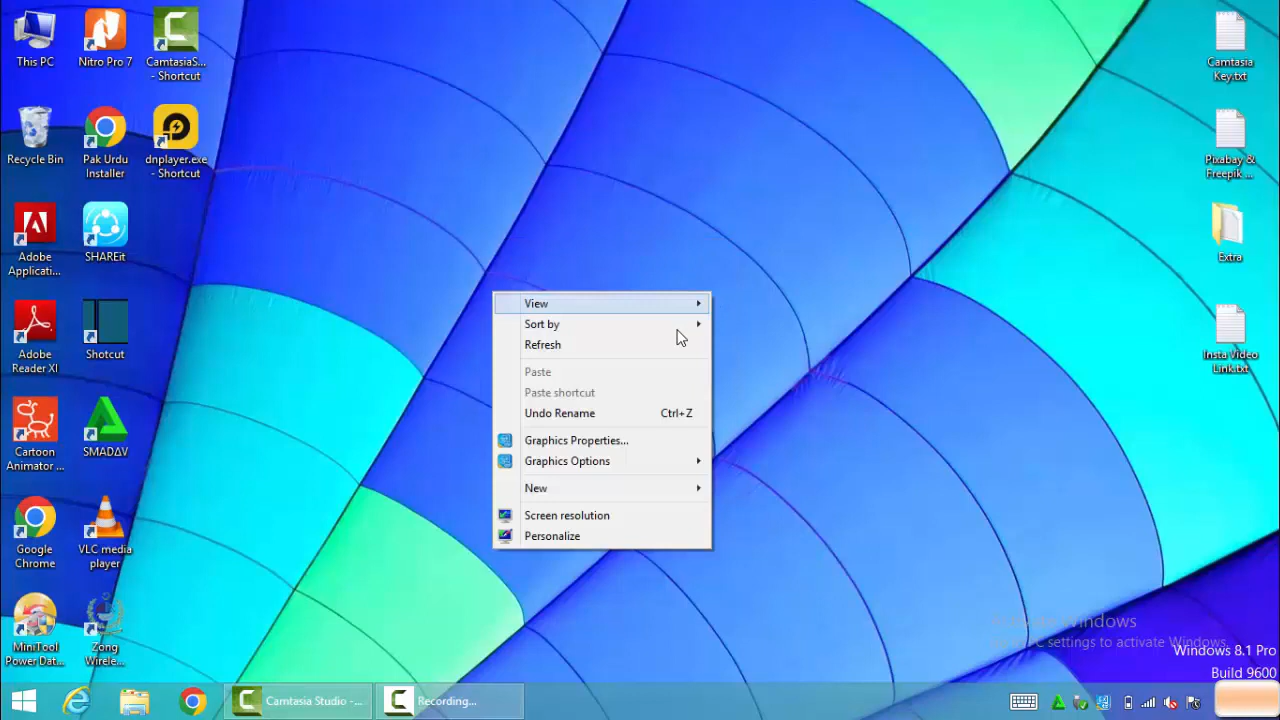 This PC
Nitro Pro 7
CamtasiaS...
- Shortcut
Recycle Bin
Pak Urdu
Installer
dnplayer.exe
- Shortcut
Adobe
Applicati...
SHAREit
Adobe
Reader XI
Shotcut
Cartoon
Animator ...
SMADΔV
Google
Chrome
VLC media
player
MiniTool
Power Dat...
Zong
Wirele...
View
Sort by
Refresh
Paste
Paste shortcut
Undo Rename Ctrl+Z
Graphics Properties...
Graphics Options
New
Screen resolution
Personalize
Camtasia
Key.txt
Pixabay &
Freepik ...
Extra
Insta Video
Link.txt
Activate Windows
Go to PC settings to activate Windows.
Windows 8.1 Pro
Build 9600
Camtasia Studio -...
Recording...